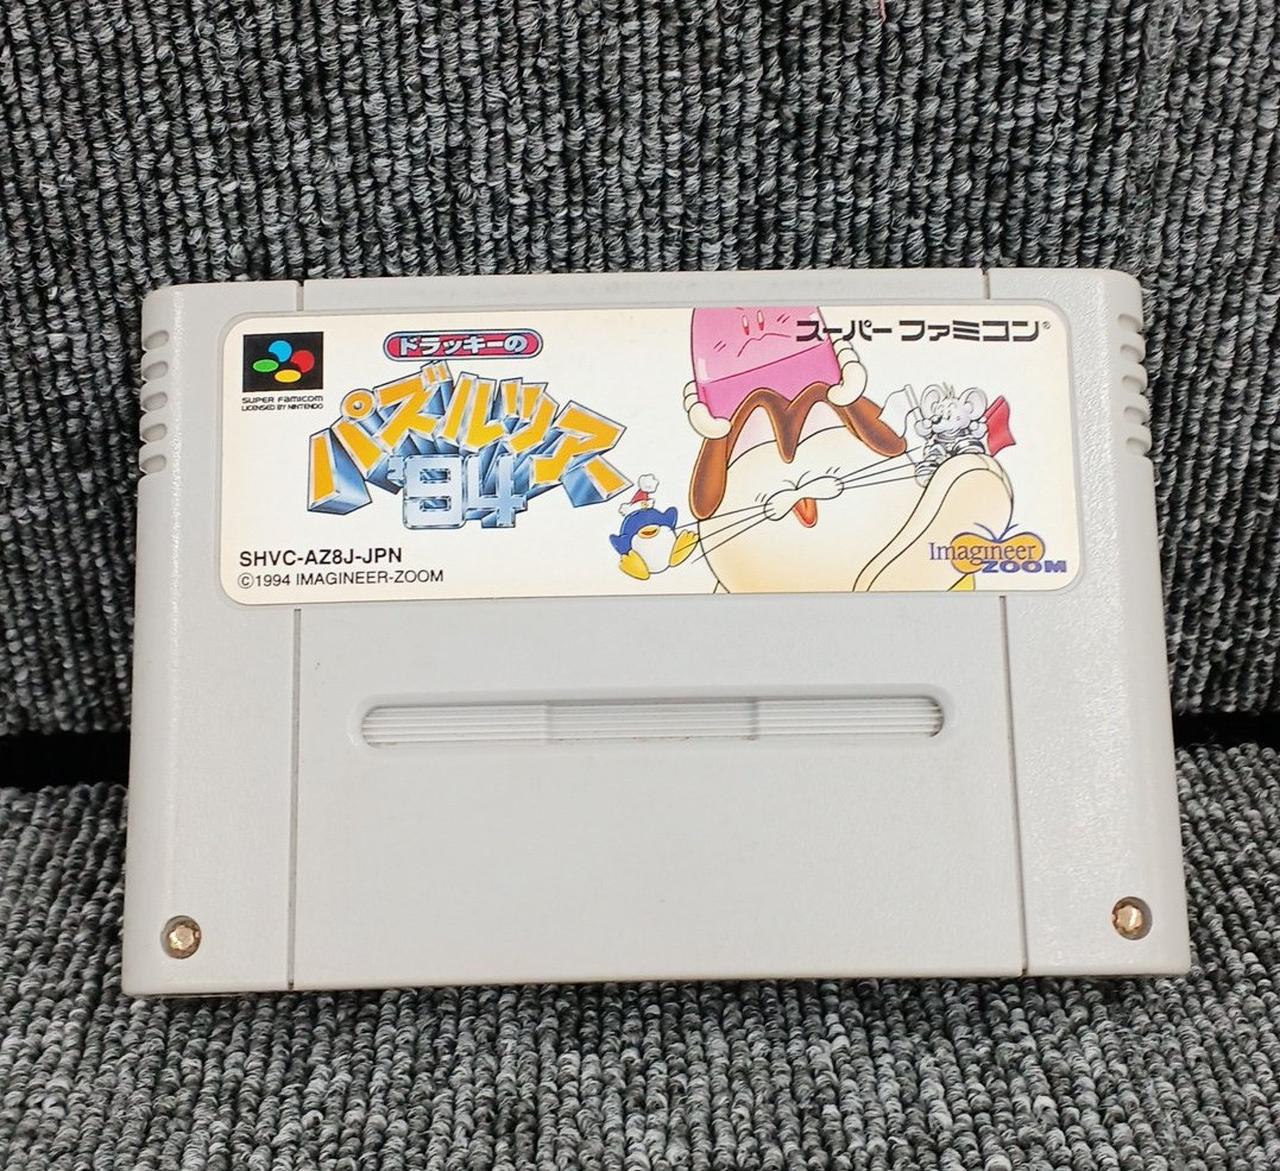 SUPER FAMICOM
LICENSED BY NINTENDO
ドラッキーの
パズルツアー
'94
スーパーファミコン®
SHVC-AZ8J-JPN
©1994 IMAGINEER-ZOOM
Imagineer
ZOOM